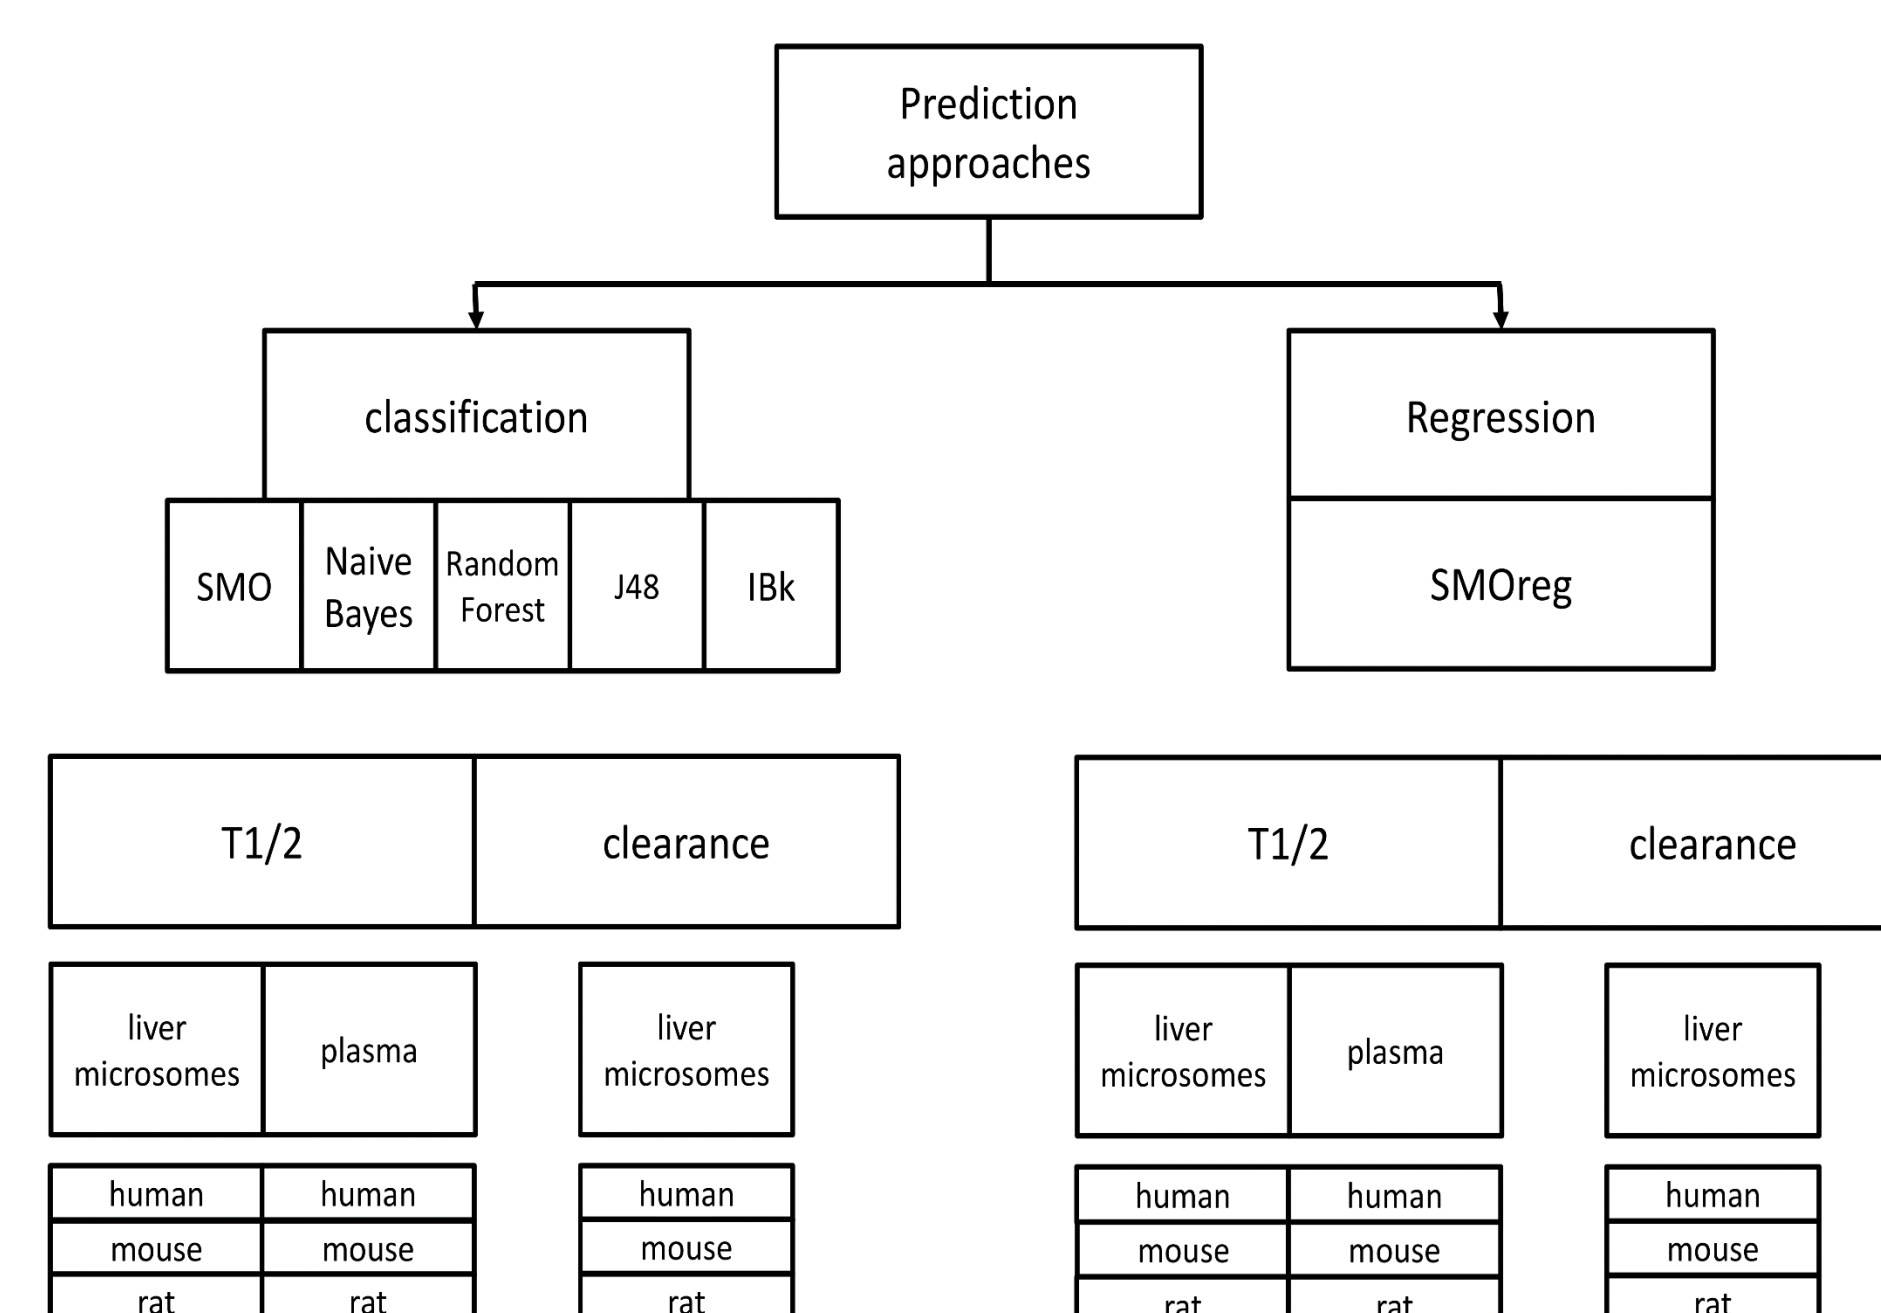 Prediction
approaches
classification
Regression
SMO
Naive
Bayes
Random
Forest
J48
IBk
SMOreg
T1/2
clearance
T1/2
clearance
liver
microsomes
plasma
liver
microsomes
liver
microsomes
plasma
liver
microsomes
human
human
human
human
human
human
mouse
mouse
mouse
mouse
mouse
mouse
rat
rat
rat
rat
rat
rat